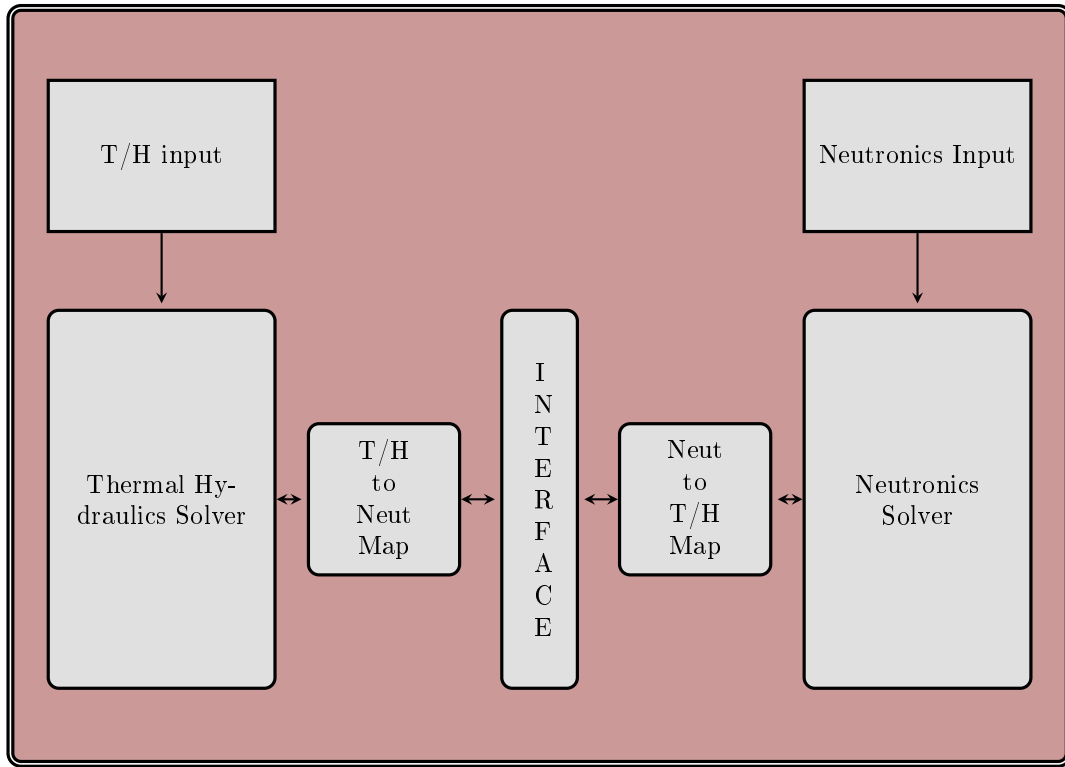 T/H input
Neutronics Input
Thermal Hy-
draulics Solver
T/H
to
Neut
Map
I
N
T
E
R
F
A
C
E
Neut
to
T/H
Map
Neutronics
Solver